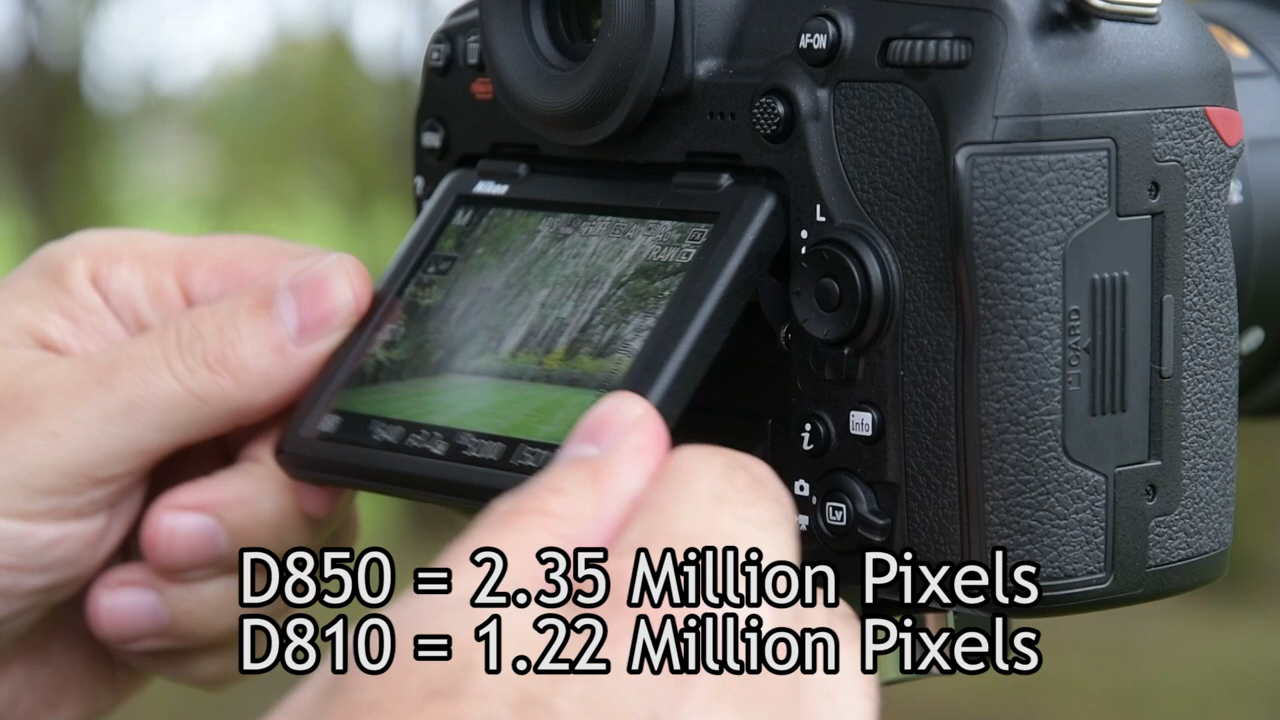 AF-ON
Nikon
M
RAW
L
CARD
i
info
Lv
D850 = 2.35 Million Pixels
D810 = 1.22 Million Pixels